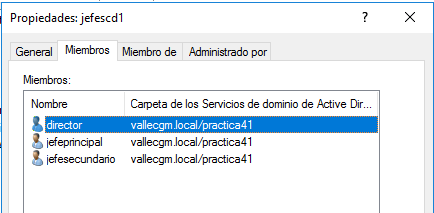 Propiedades: jefescd1
General Miembros Miembro de Administrado por
Miembros:
Nombre Carpeta de los Servicios de dominio de Active Dir...
director vallecgm.local/practica41
jefeprincipal vallecgm.local/practica41
jefesecundario vallecgm.local/practica41